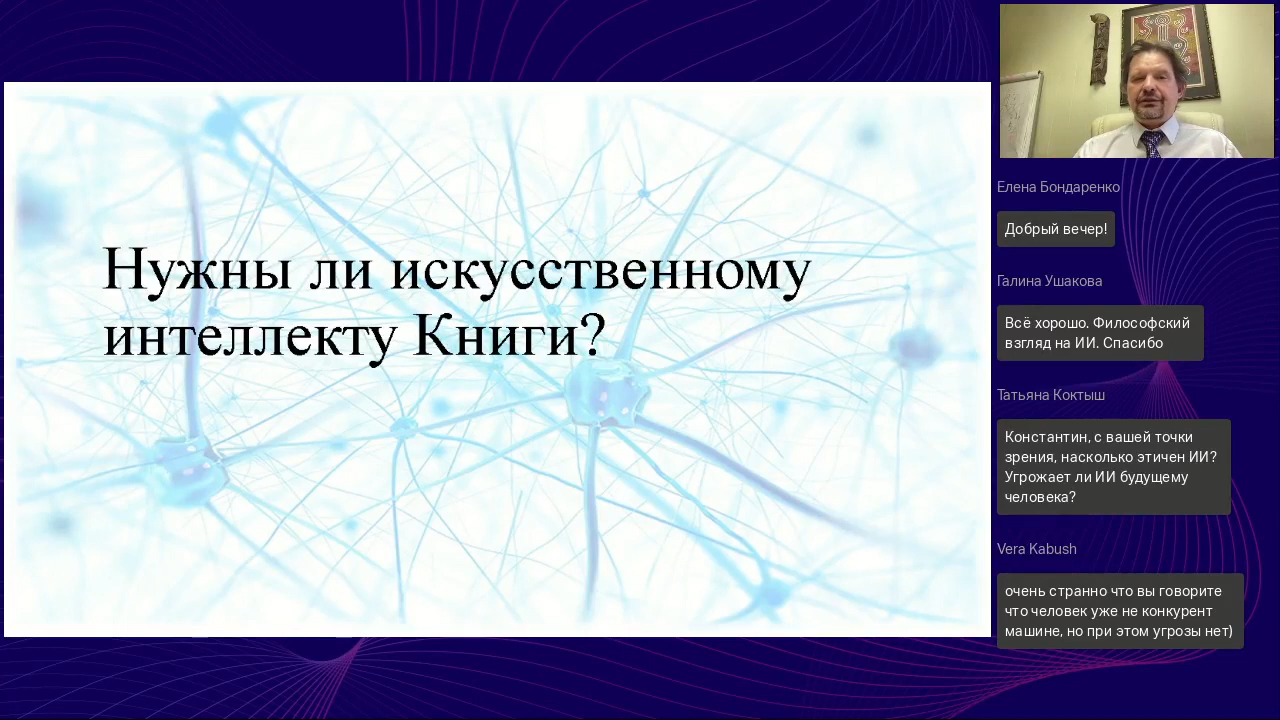 Нужны ли искусственному
интеллекту Книги?
Елена Бондаренко
Добрый вечер!
Галина Ушакова
Всё хорошо. Философский
взгляд на ИИ. Спасибо
Татьяна Коктыш
Константин, с вашей точки
зрения, насколько этичен ИИ?
Угрожает ли ИИ будущему
человека?
Vera Kabush
очень странно что вы говорите
что человек уже не конкурент
машине, но при этом угрозы нет)